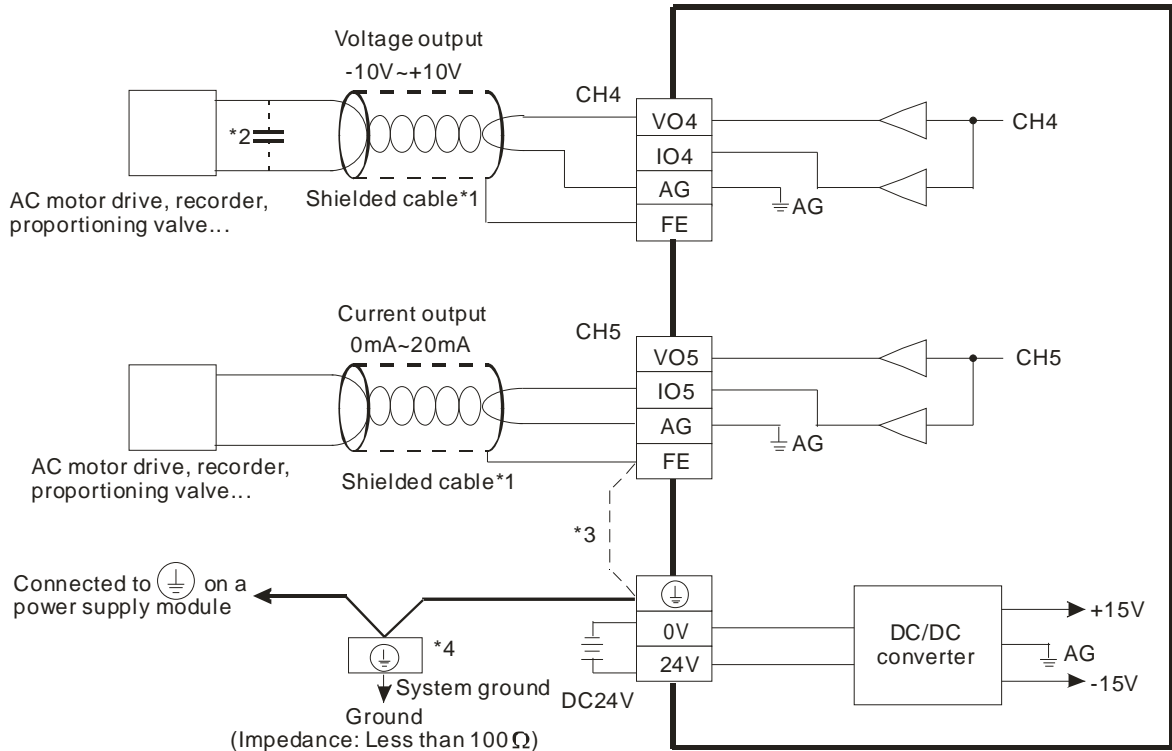 Voltage output
-10V~+10V
CH4
*2
VO4
IO4
AG
FE
CH4
AG
AC motor drive, recorder,
proportioning valve...
Shielded cable*1
Current output
0mA~20mA
CH5
VO5
IO5
AG
FE
CH5
AG
AC motor drive, recorder,
proportioning valve...
Shielded cable*1
*3
Connected to on a
power supply module
*4
System ground
Ground
(Impedance: Less than 100Ω)
0V
24V
DC24V
DC/DC
converter
+15V
AG
-15V